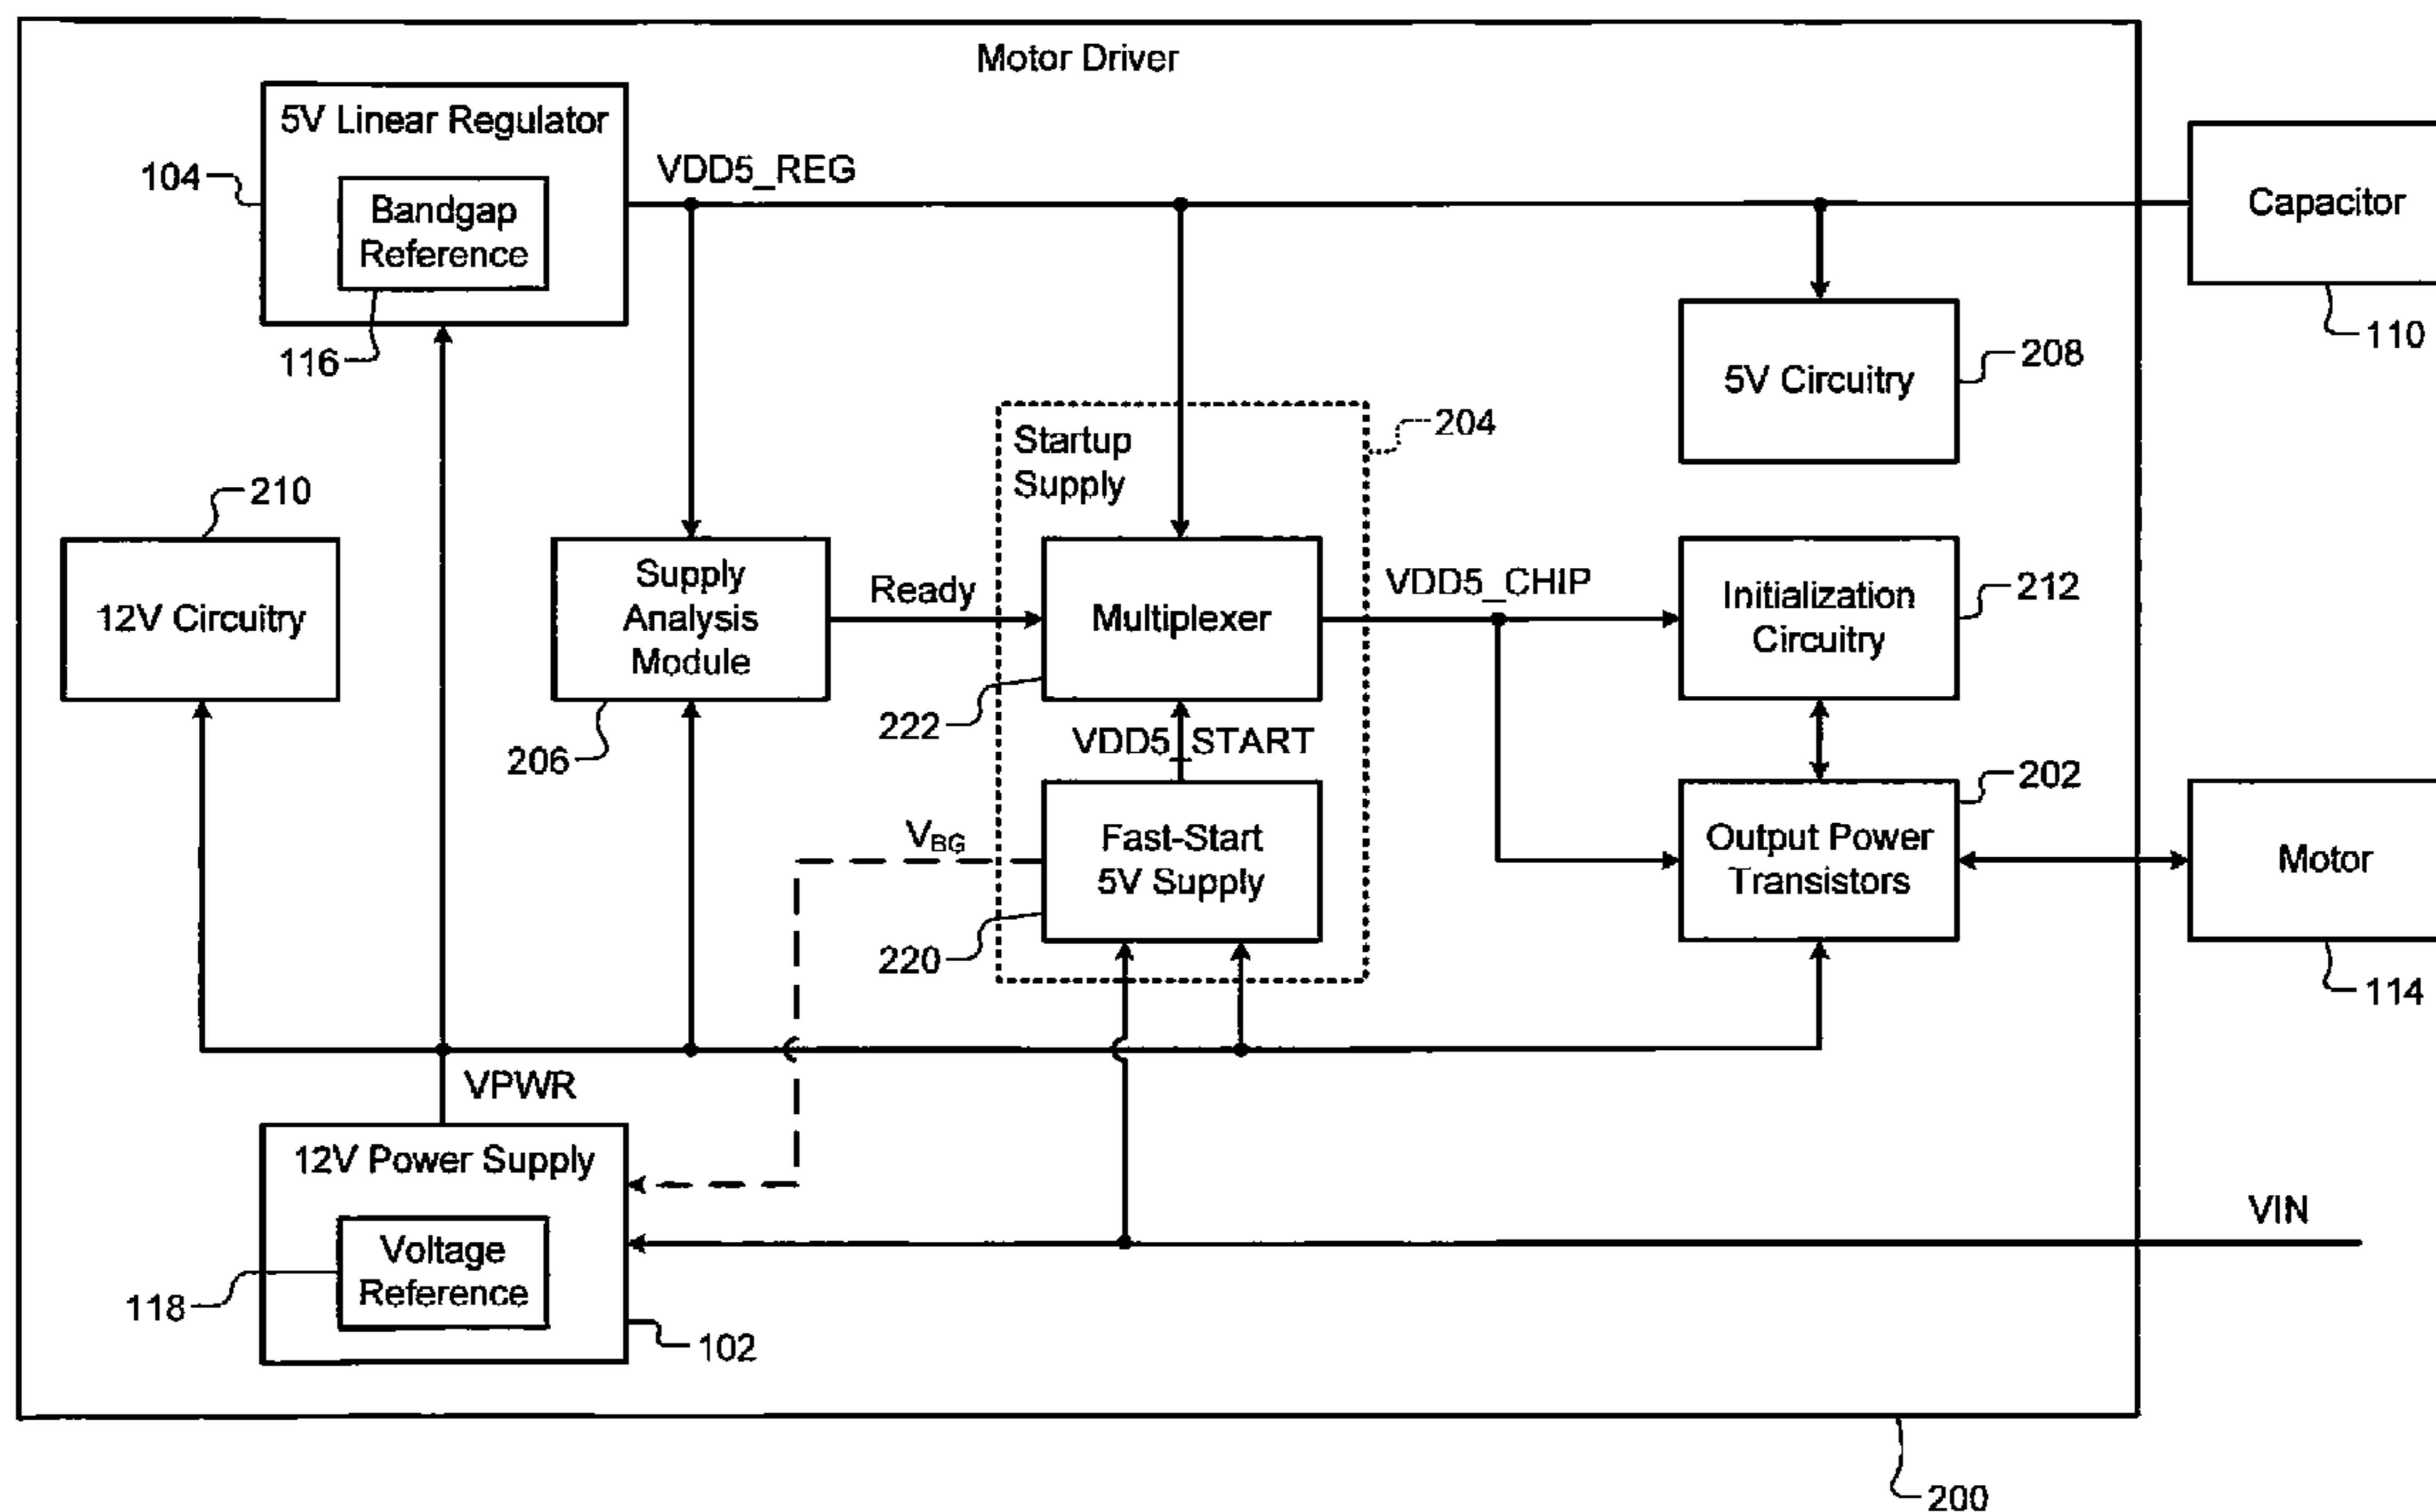 Motor Driver
5V Linear Regulator
Bandgap
Reference
104
116
VDD5_REG
Capacitor
110
5V Circuitry
208
Startup
Supply
204
210
12V Circuitry
Supply
Analysis
Module
206
Ready
Multiplexer
222
VDD5_CHIP
Initialization
Circuitry
212
VDD5_START
VBG
Fast-Start
5V Supply
220
Output Power
Transistors
202
Motor
114
VPWR
12V Power Supply
Voltage
Reference
118
102
VIN
200